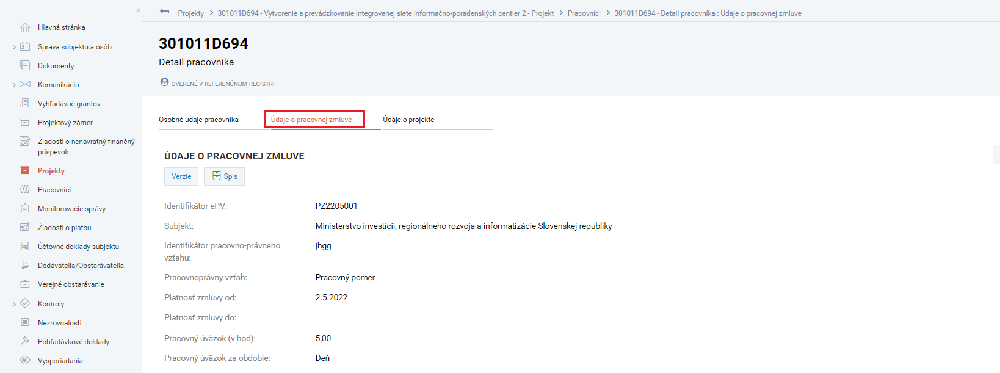 Projekty > 301011D694 - Vytvorenie a prevádzkovanie Integrovanej siete informačno-poradenských centier 2 - Projekt > Pracovníci > 301011D694 - Detail pracovníka : Údaje o pracovnej zmluve
Hlavná stránka
Správa subjektu a osôb
Dokumenty
Komunikácia
Vyhľadávač grantov
Projektový zámer
Žiadosti o nenávratný finančný
príspevok
Projekty
Pracovníci
Monitorovacie správy
Žiadosti o platbu
Účtovné doklady subjektu
Dodávatelia/Obstarávatelia
Verejné obstarávanie
Kontroly
Nezrovnalosti
Pohľadávkové doklady
Vysporiadania
301011D694
Detail pracovníka
OVERENÉ V REFERENČNOM REGISTRI
Osobné údaje pracovníka Údaje o pracovnej zmluve Údaje o projekte
ÚDAJE O PRACOVNEJ ZMLUVE
Verzie Spis
Identifikátor ePV: PZ2205001
Subjekt: Ministerstvo investícií, regionálneho rozvoja a informatizácie Slovenskej republiky
Identifikátor pracovno-právneho jhgg
vzťahu:
Pracovnoprávny vzťah: Pracovný pomer
Platnosť zmluvy od: 2.5.2022
Platnosť zmluvy do:
Pracovný úväzok (v hod): 5,00
Pracovný úväzok za obdobie: Deň